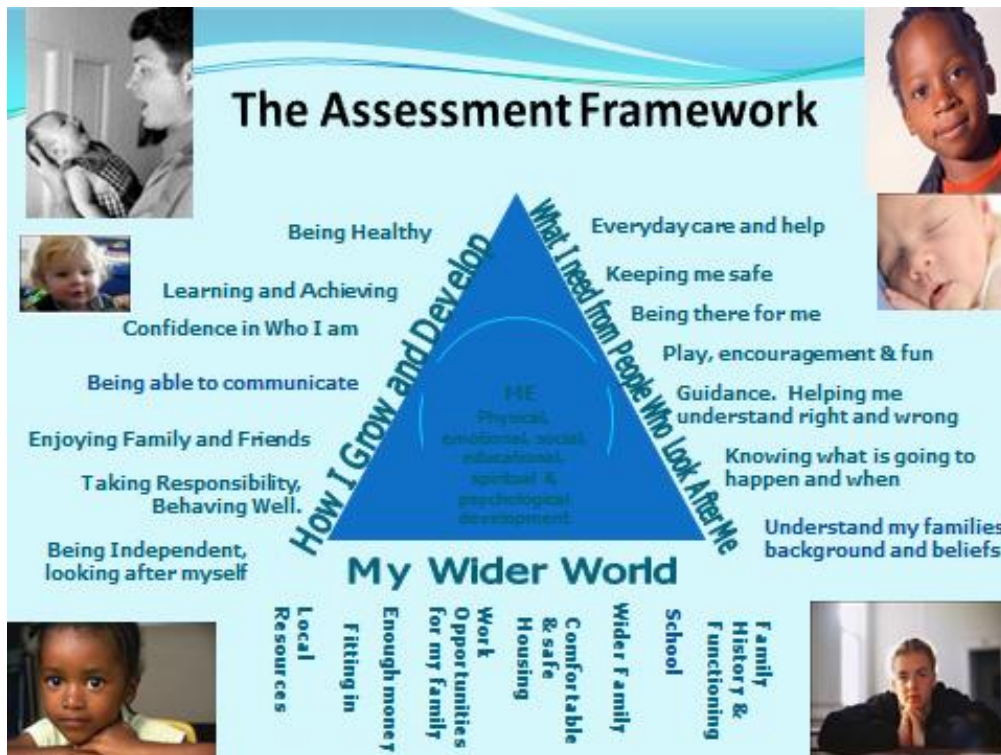 The Assessment Framework
Being Healthy
Learning and Achieving
Confidence in Who I am
Being able to communicate
Enjoying Family and Friends
Taking Responsibility,
Behaving Well.
Being Independent,
looking after myself
How I Grow and Develop
What I need from People Who Look After Me
Everyday care and help
Keeping me safe
Being there for me
Play, encouragement & fun
Guidance. Helping me
understand right and wrong
Knowing what is going to
happen and when
Understand my families
background and beliefs
ME
Physical,
emotional, social,
educational,
spiritual &
psychological
development
My Wider World
Local
Resources
Fitting in
Enough money
Work
Opportunities
for my family
Comfortable
& safe
Housing
Wider Family
School
Family
History &
Functioning